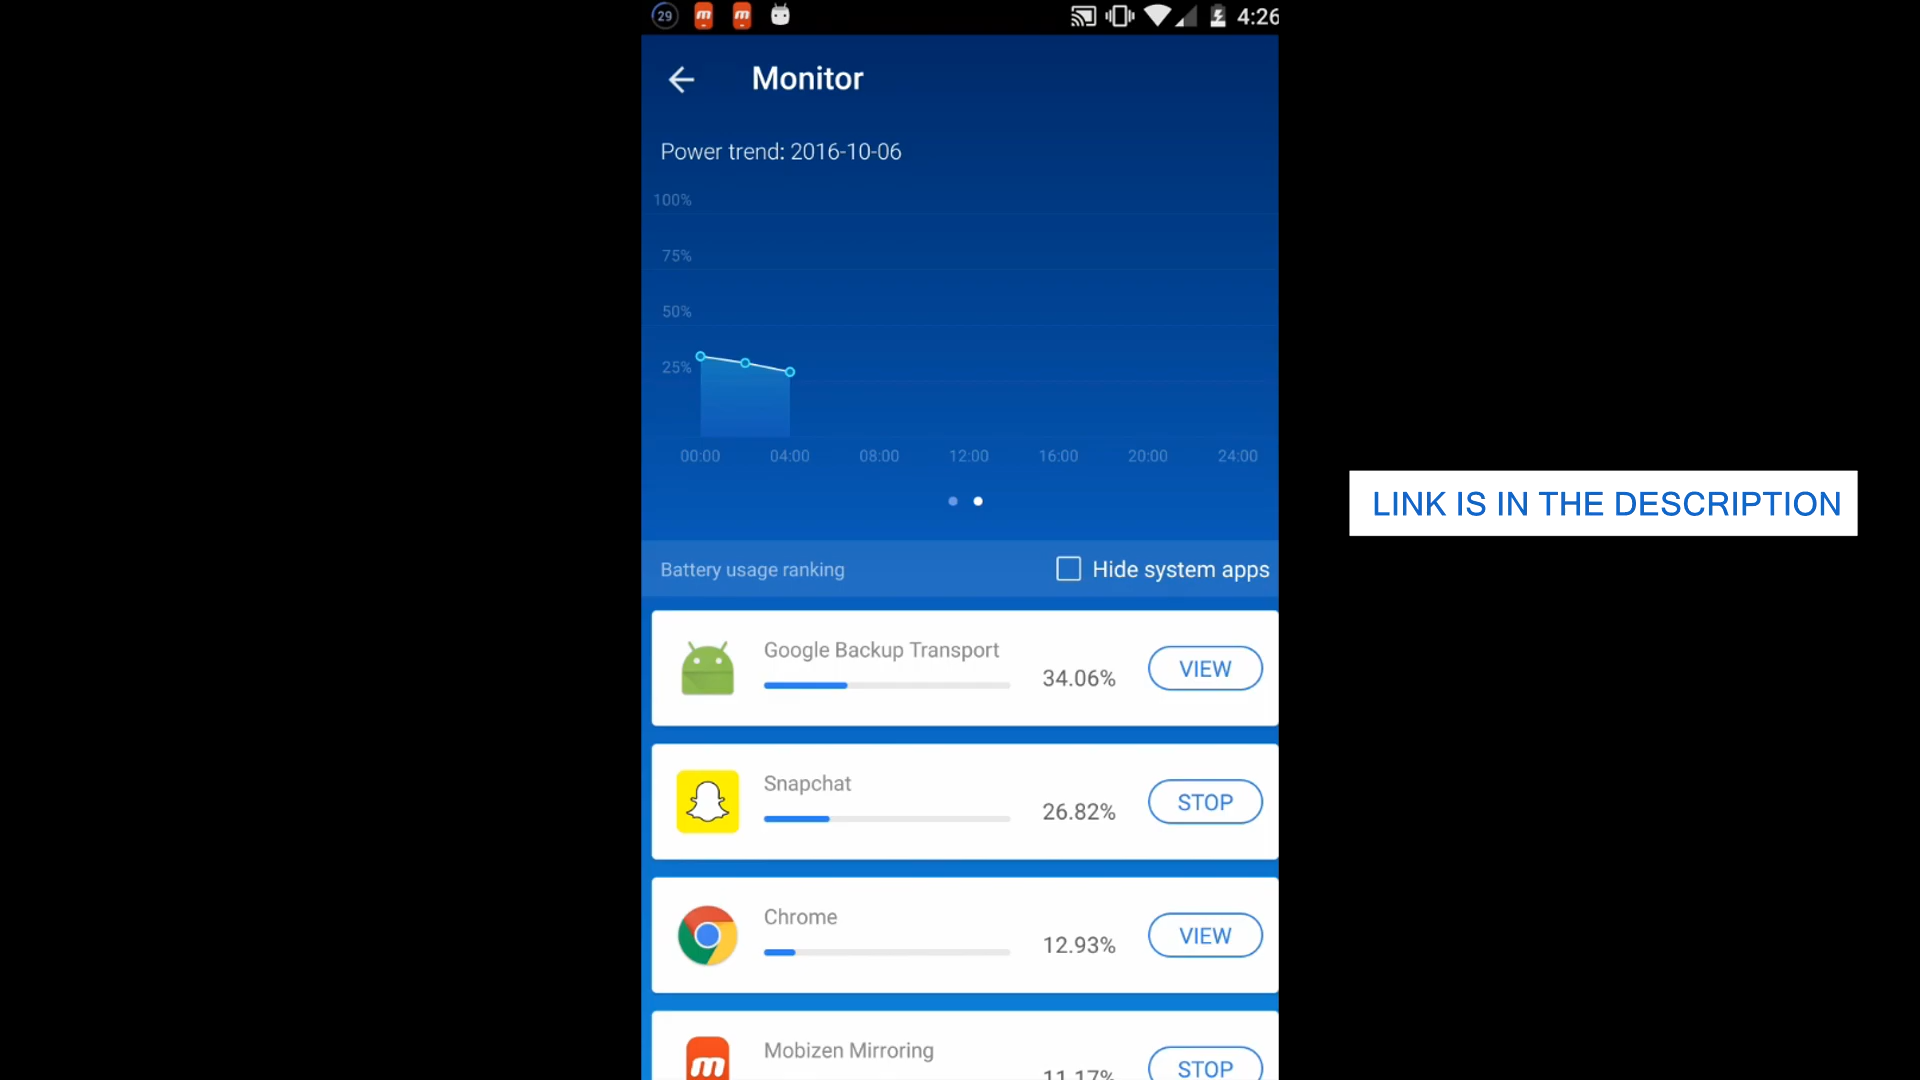 29 4:26
Monitor
Power trend: 2016-10-06
100%
75%
50%
25%
00:00 04:00 08:00 12:00 16:00 20:00 24:00
LINK IS IN THE DESCRIPTION
Battery usage ranking Hide system apps
Google Backup Transport
34.06% VIEW
Snapchat
26.82% STOP
Chrome
12.93% VIEW
Mobizen Mirroring
11.17% STOP